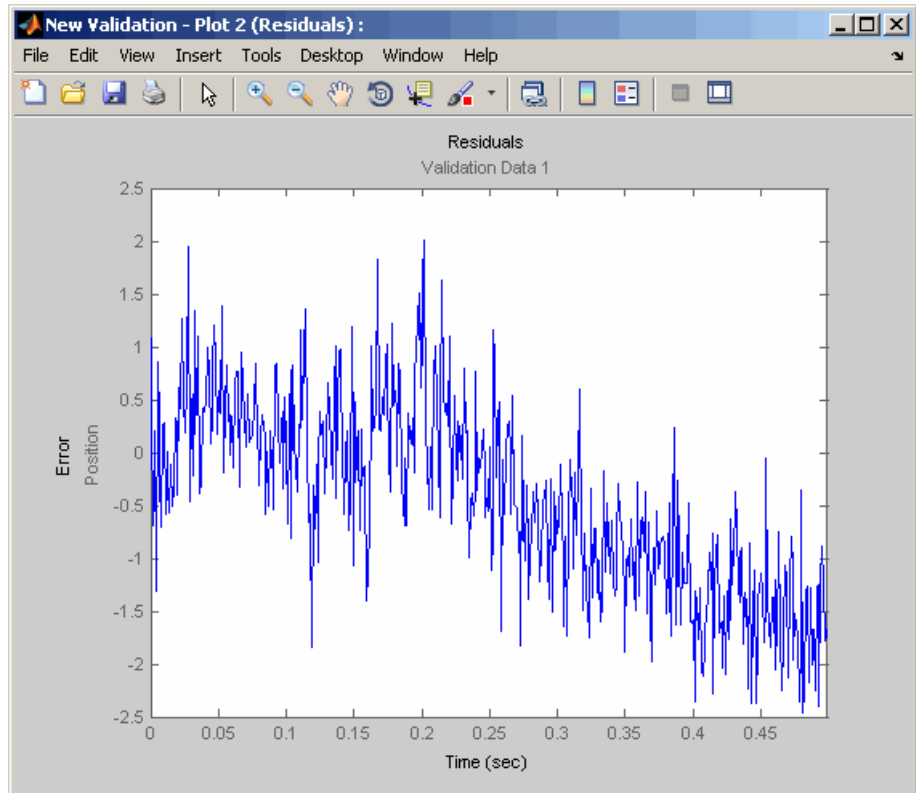 New Validation - Plot 2 (Residuals) :
File Edit View Insert Tools Desktop Window Help
Residuals
Validation Data 1
2.5
2
1.5
1
0.5
0
-0.5
-1
-1.5
-2
-2.5
Error
Position
0 0.05 0.1 0.15 0.2 0.25 0.3 0.35 0.4 0.45
Time (sec)